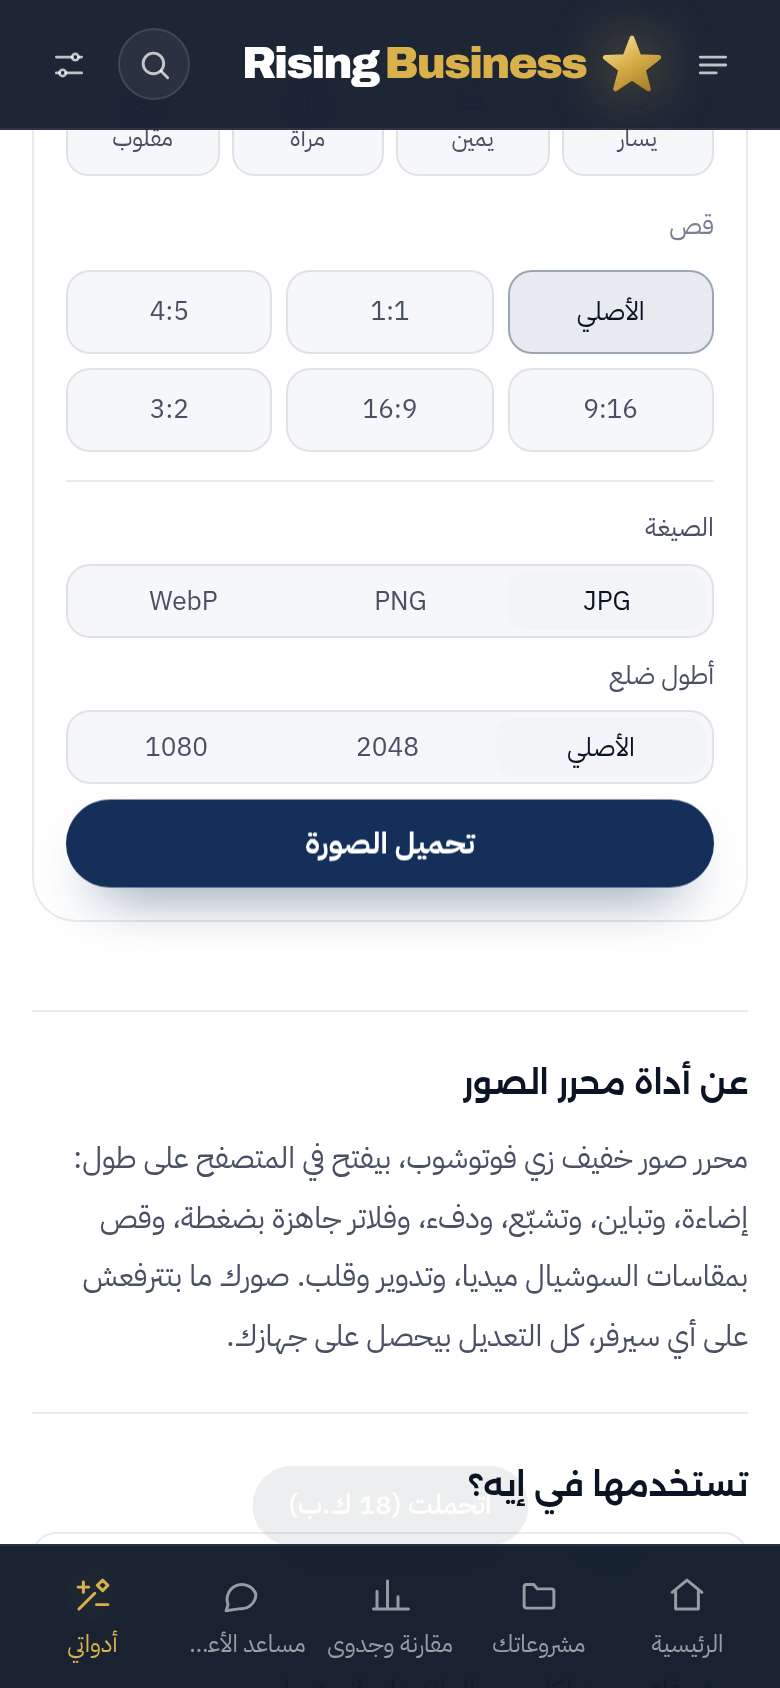 Rising Business
يسار
يمين
مرآة
مقلوب
قص
الأصلي
1:1
4:5
9:16
16:9
3:2
الصيغة
JPG
PNG
WebP
أطول ضلع
الأصلي
2048
1080
تحميل الصورة
عن أداة محرر الصور
محرر صور خفيف زي فوتوشوب، بيفتح في المتصفح على طول:
إضاءة، وتباين، وتشبّع، ودفء، وفلاتر جاهزة بضغطة، وقص
بمقاسات السوشيال ميديا، وتدوير وقلب. صورك ما بتترفعش
على أي سيرفر، كل التعديل بيحصل على جهازك.
تستخدمها في إيه؟
اتحملت (18 ك.ب)
الرئيسية
مشروعاتك
مقارنة وجدوى
مساعد الأعـ...
أدواتي